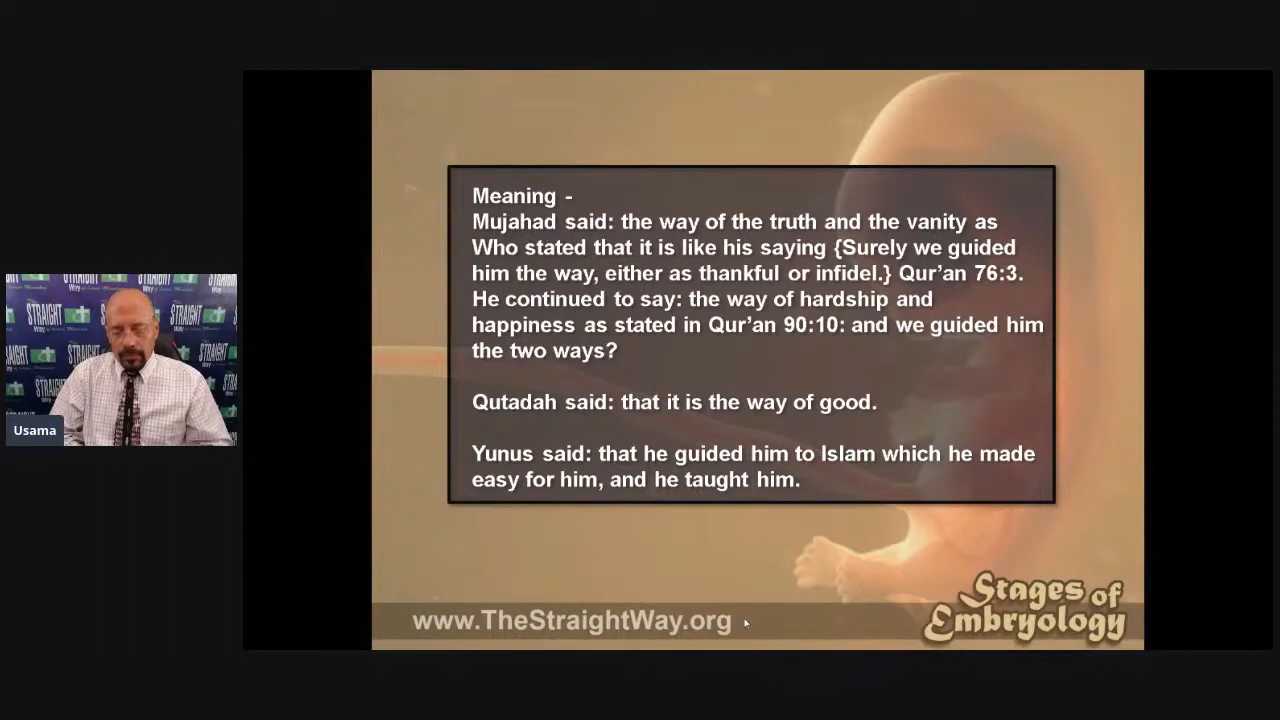 Meaning -
Mujahad said: the way of the truth and the vanity as
Who stated that it is like his saying {Surely we guided
him the way, either as thankful or infidel.} Qur’an 76:3.
He continued to say: the way of hardship and
happiness as stated in Qur’an 90:10: and we guided him
the two ways?
Qutadah said: that it is the way of good.
Yunus said: that he guided him to Islam which he made
easy for him, and he taught him.
www.TheStraightWay.org
Stages of
Embryology
Usama
STRAIGHT